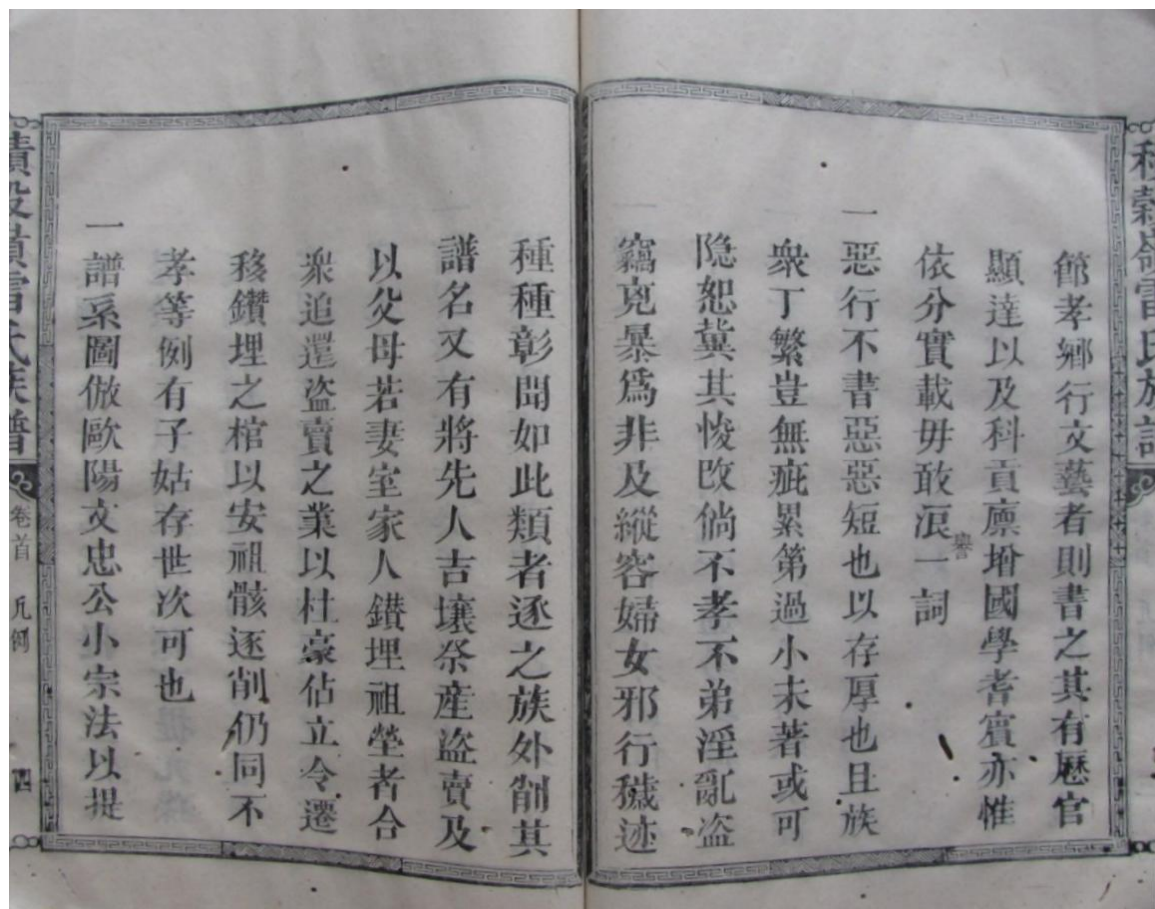 積穀嶺雷氏族譜
節孝鄉行文藝者則書之其有歷官
顯達以及科貢廩增國學耆賓亦惟
依分實載毋敢浪一詞
譽
一惡行不書惡惡短也以存厚也且族
衆丁繁豈無疵累第過小未著或可
隐恕冀其悛改倘不孝不弟淫亂盗
竊兇暴爲非及縱容婦女邪行穢迹
種種彰聞如此類者逐之族外削其
譜名又有將先人吉壤祭産盜賣及
以父母若妻室家人鑚埋祖塋者合
衆追還盜賣之業以杜豪佔立令遷
移鑚埋之棺以安祖骸逐削仍同不
孝等例有子姑存世次可也
一譜系圖倣歐陽文忠公小宗法以提
積穀嶺雷氏族譜
卷首 凡例
四